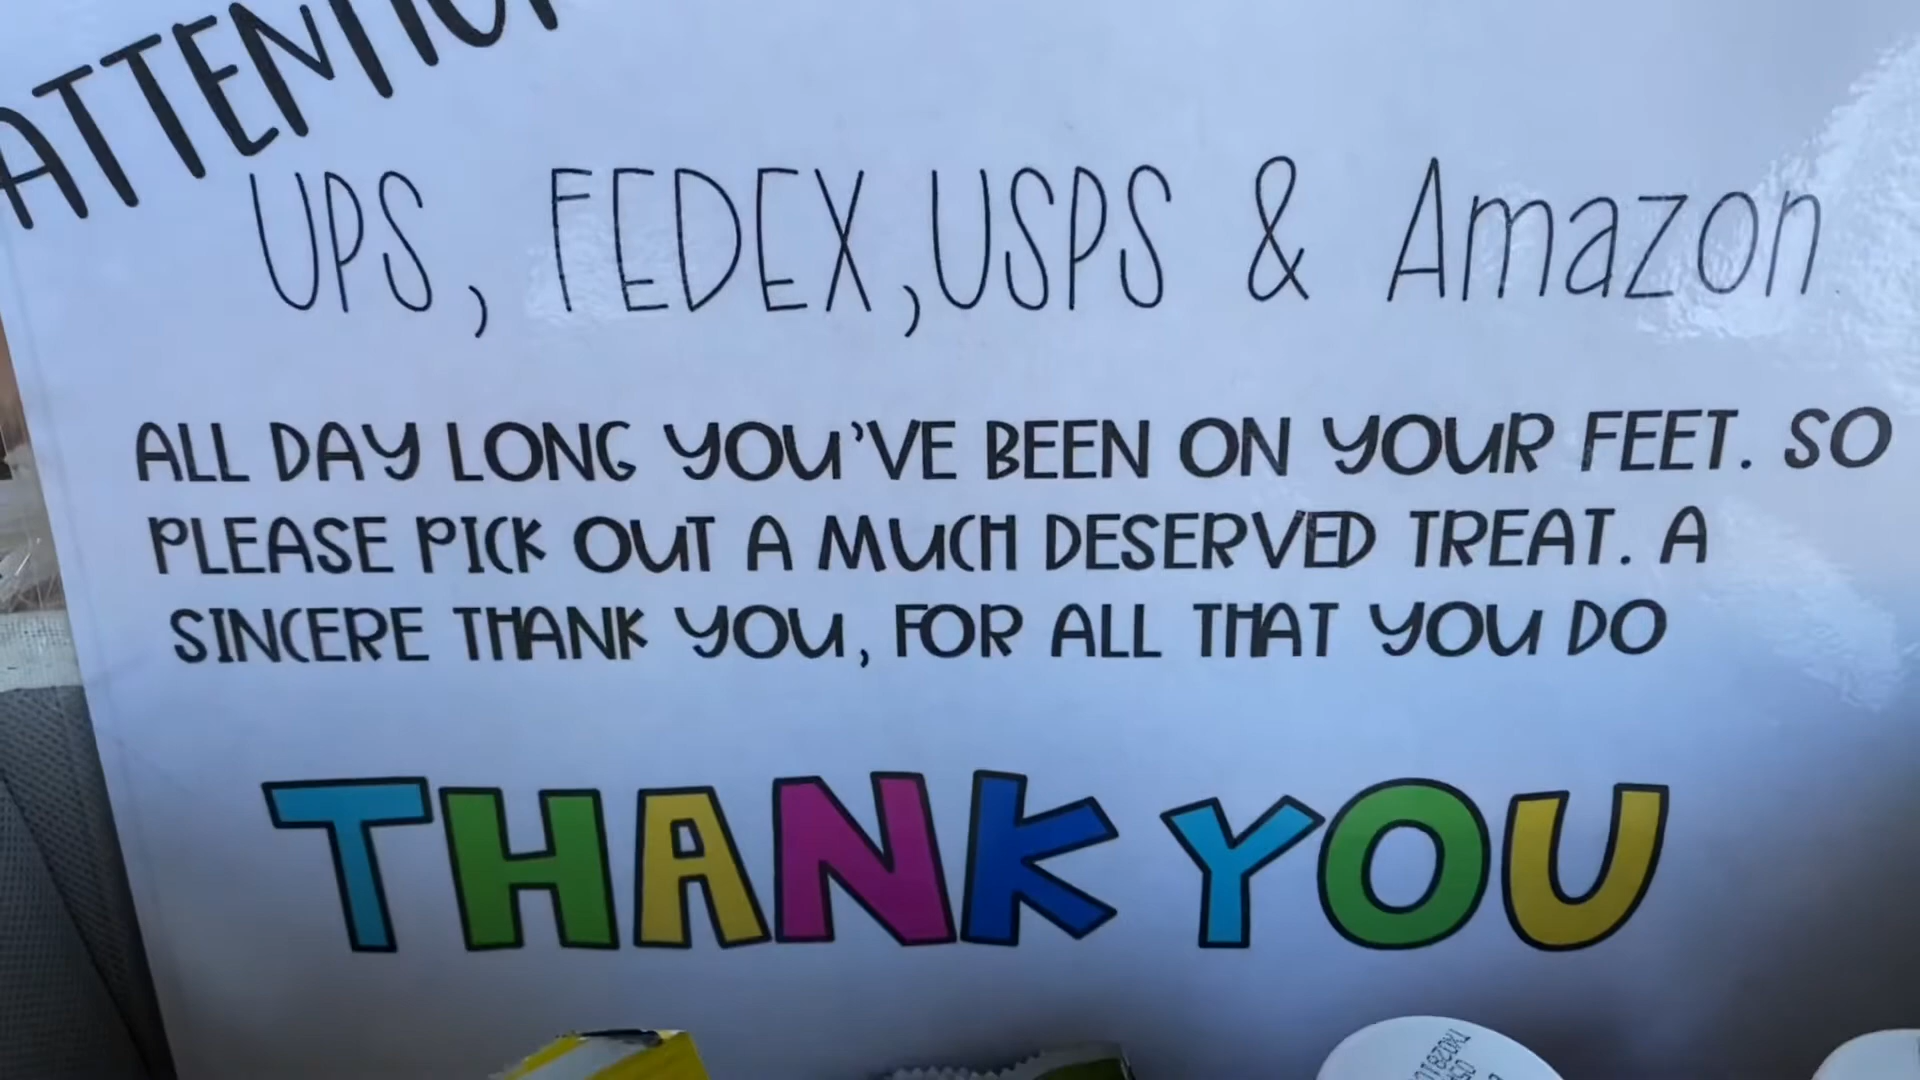 ATTENTION
UPS, FEDEX,USPS & Amazon
ALL DAY LONG YOU'VE BEEN ON YOUR FEET. SO
PLEASE PICK OUT A MUCH DESERVED TREAT. A
SINCERE THANK YOU, FOR ALL THAT YOU DO
THANK YOU